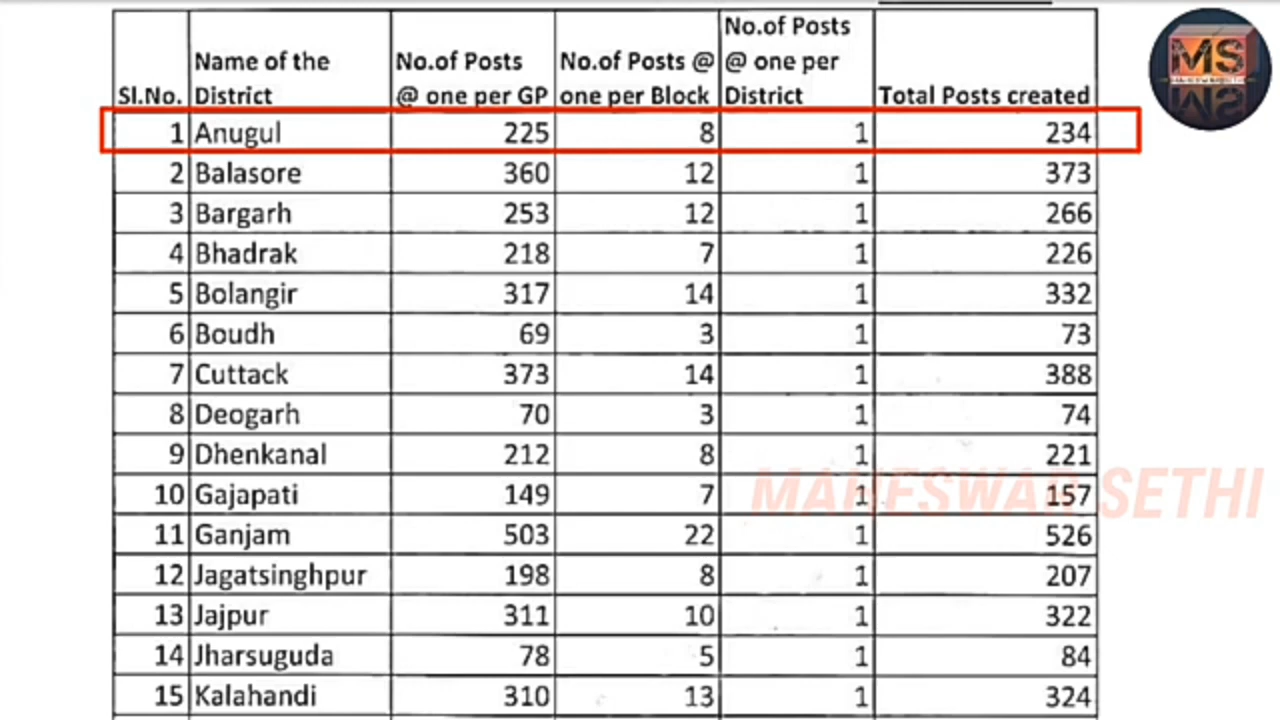 Sl.No. Name of the District No.of Posts @ one per GP No.of Posts @ one per Block No.of Posts @ one per District Total Posts created
1 Anugul 225 8 1 234
2 Balasore 360 12 1 373
3 Bargarh 253 12 1 266
4 Bhadrak 218 7 1 226
5 Bolangir 317 14 1 332
6 Boudh 69 3 1 73
7 Cuttack 373 14 1 388
8 Deogarh 70 3 1 74
9 Dhenkanal 212 8 1 221
10 Gajapati 149 7 1 157
11 Ganjam 503 22 1 526
12 Jagatsinghpur 198 8 1 207
13 Jajpur 311 10 1 322
14 Jharsuguda 78 5 1 84
15 Kalahandi 310 13 1 324
MS
MAHESWAR SETHI